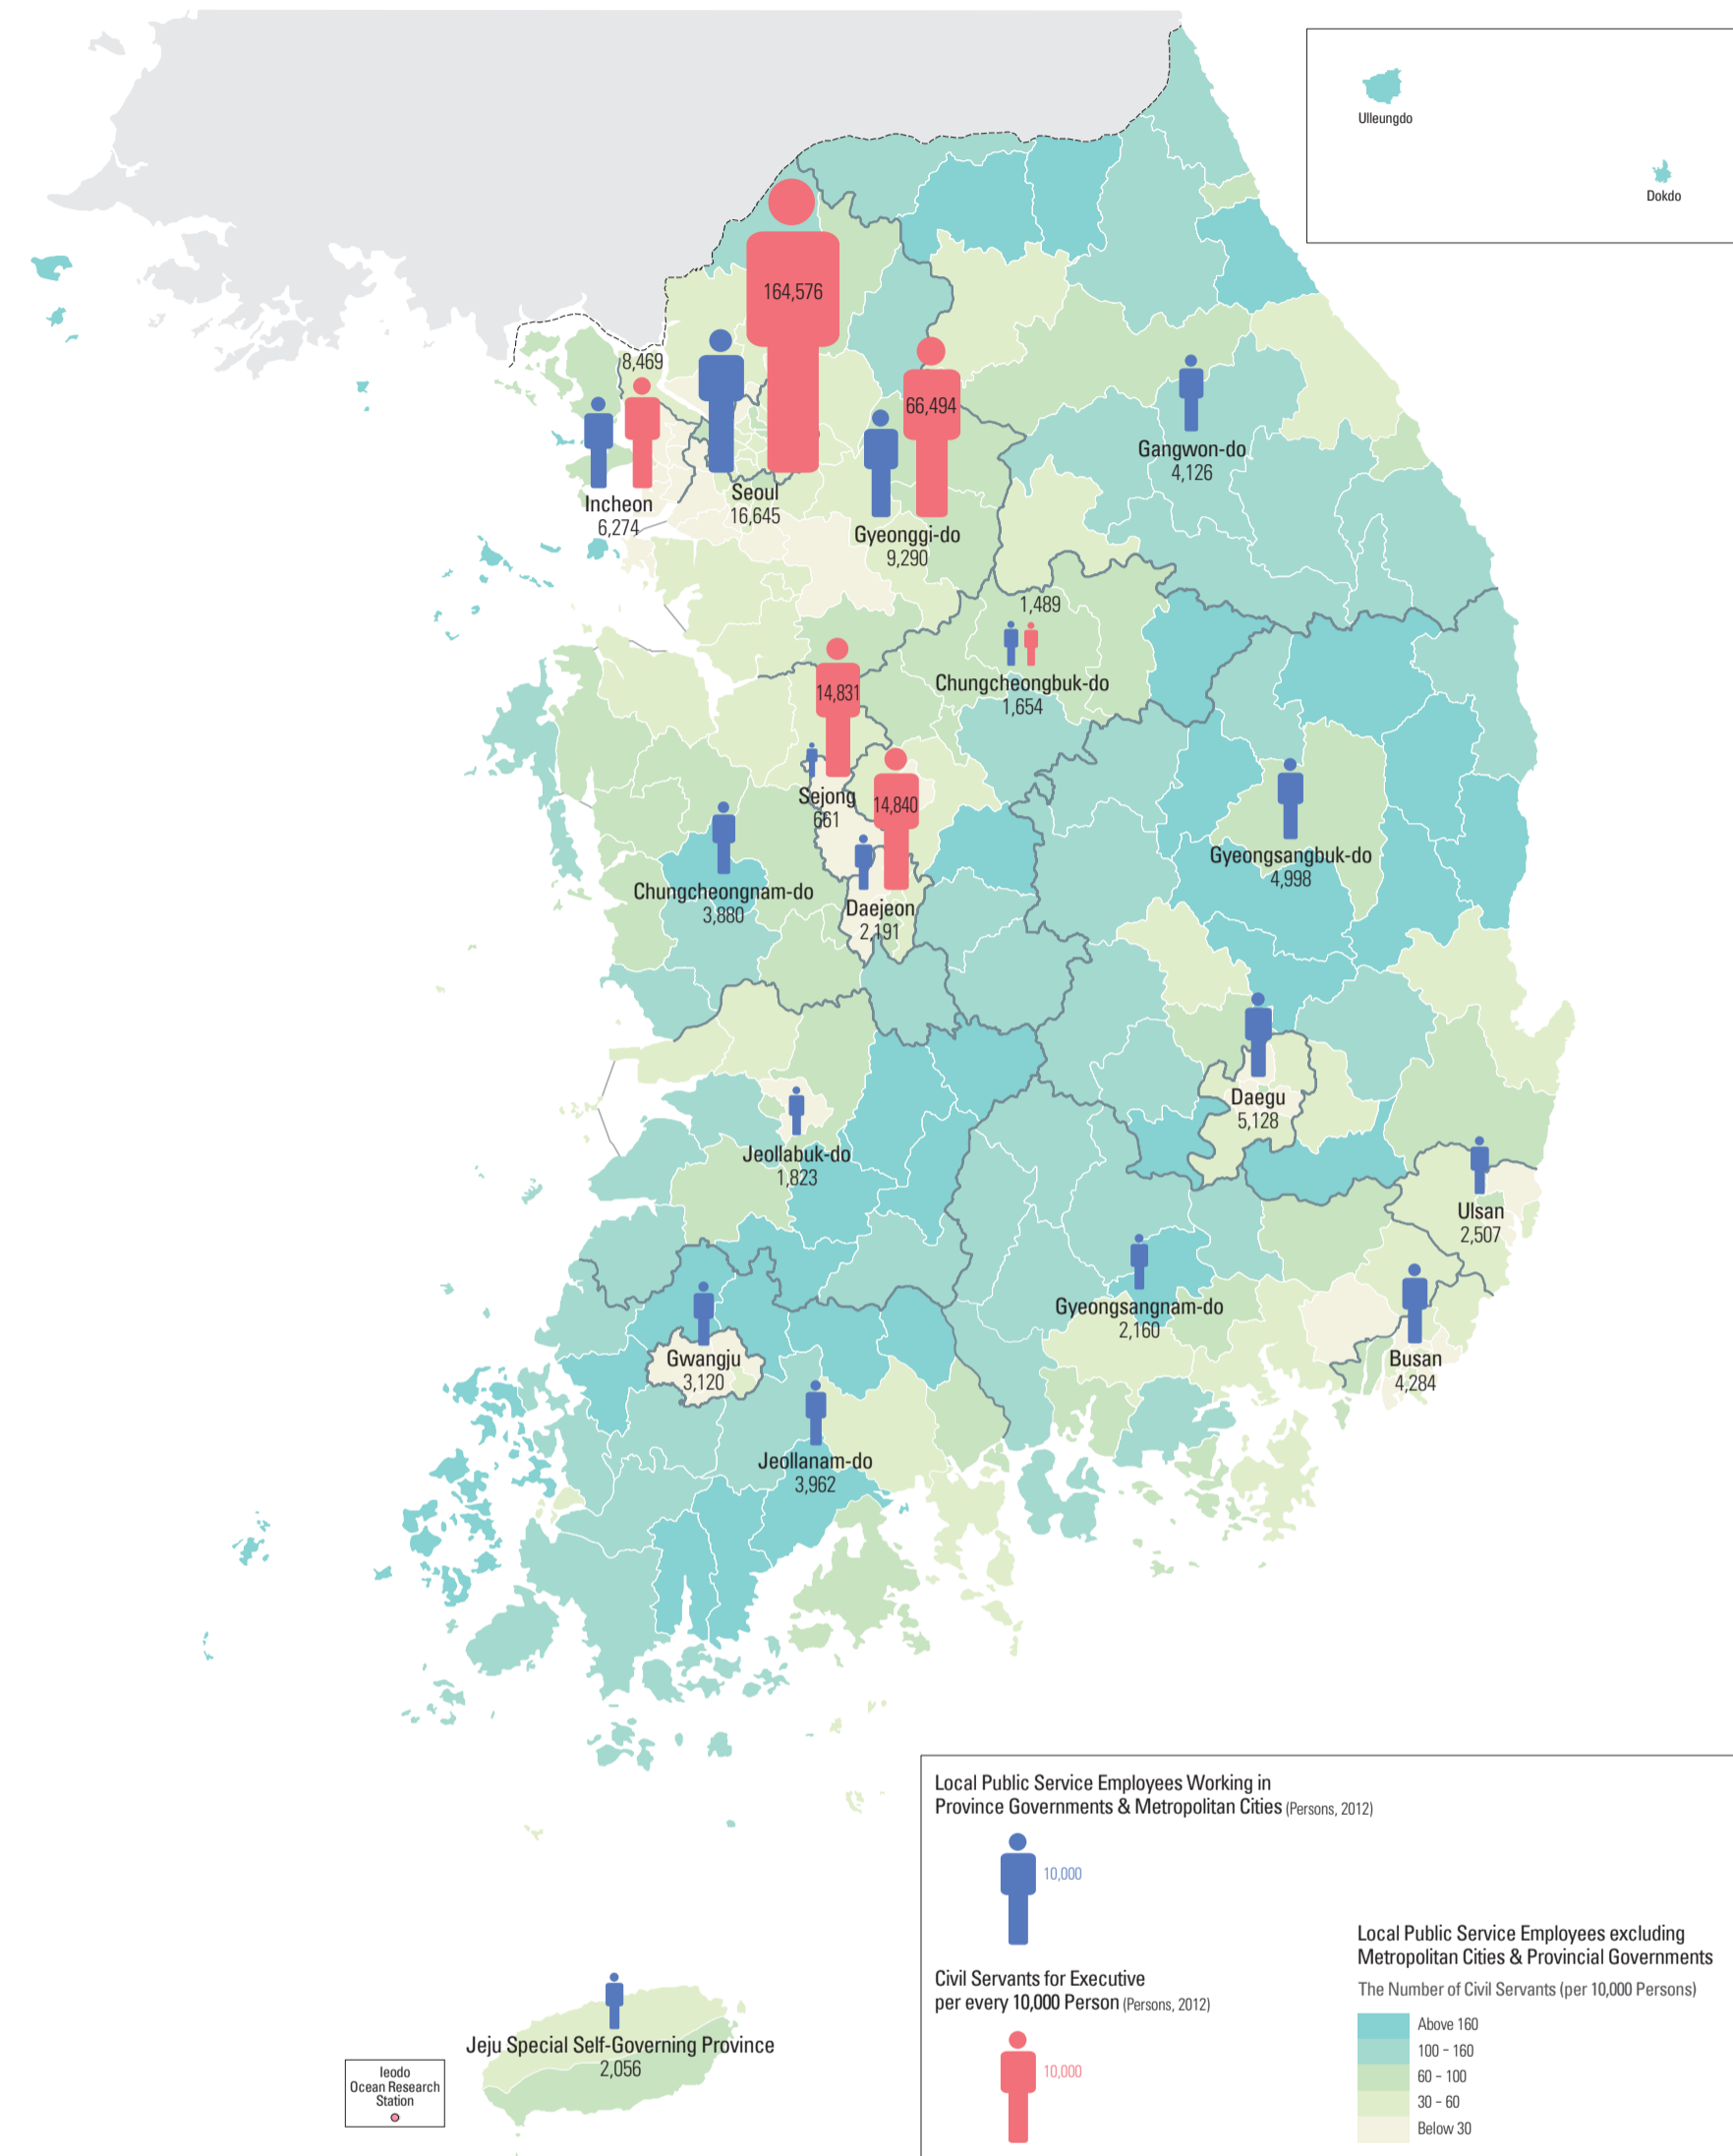 Ulleungdo
Dokdo
164,576
8,469
66,494
Gangwon-do
4,126
Incheon
6,274
Seoul
16,645
Gyeonggi-do
9,290
1,489
Chungcheongbuk-do
1,654
14,831
Sejong
661
14,840
Gyeongsangbuk-do
4,998
Chungcheongnam-do
3,880
Daejeon
2,191
Daegu
5,128
Jeollabuk-do
1,823
Ulsan
2,507
Gyeongsangnam-do
2,160
Busan
4,284
Gwangju
3,120
Jeollanam-do
3,962
Jeju Special Self-Governing Province
2,056
Ieodo
Ocean Research
Station
Local Public Service Employees Working in
Province Governments & Metropolitan Cities (Persons, 2012)
10,000
Civil Servants for Executive
per every 10,000 Person (Persons, 2012)
10,000
Local Public Service Employees excluding
Metropolitan Cities & Provincial Governments
The Number of Civil Servants (per 10,000 Persons)
Above 160
100 - 160
60 - 100
30 - 60
Below 30